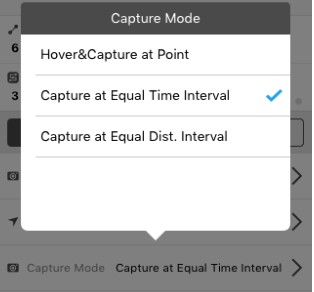 Capture Mode
6
Hover&Capture at Point
Capture at Equal Time Interval
3
Capture at Equal Dist. Interval
Capture Mode Capture at Equal Time Interval